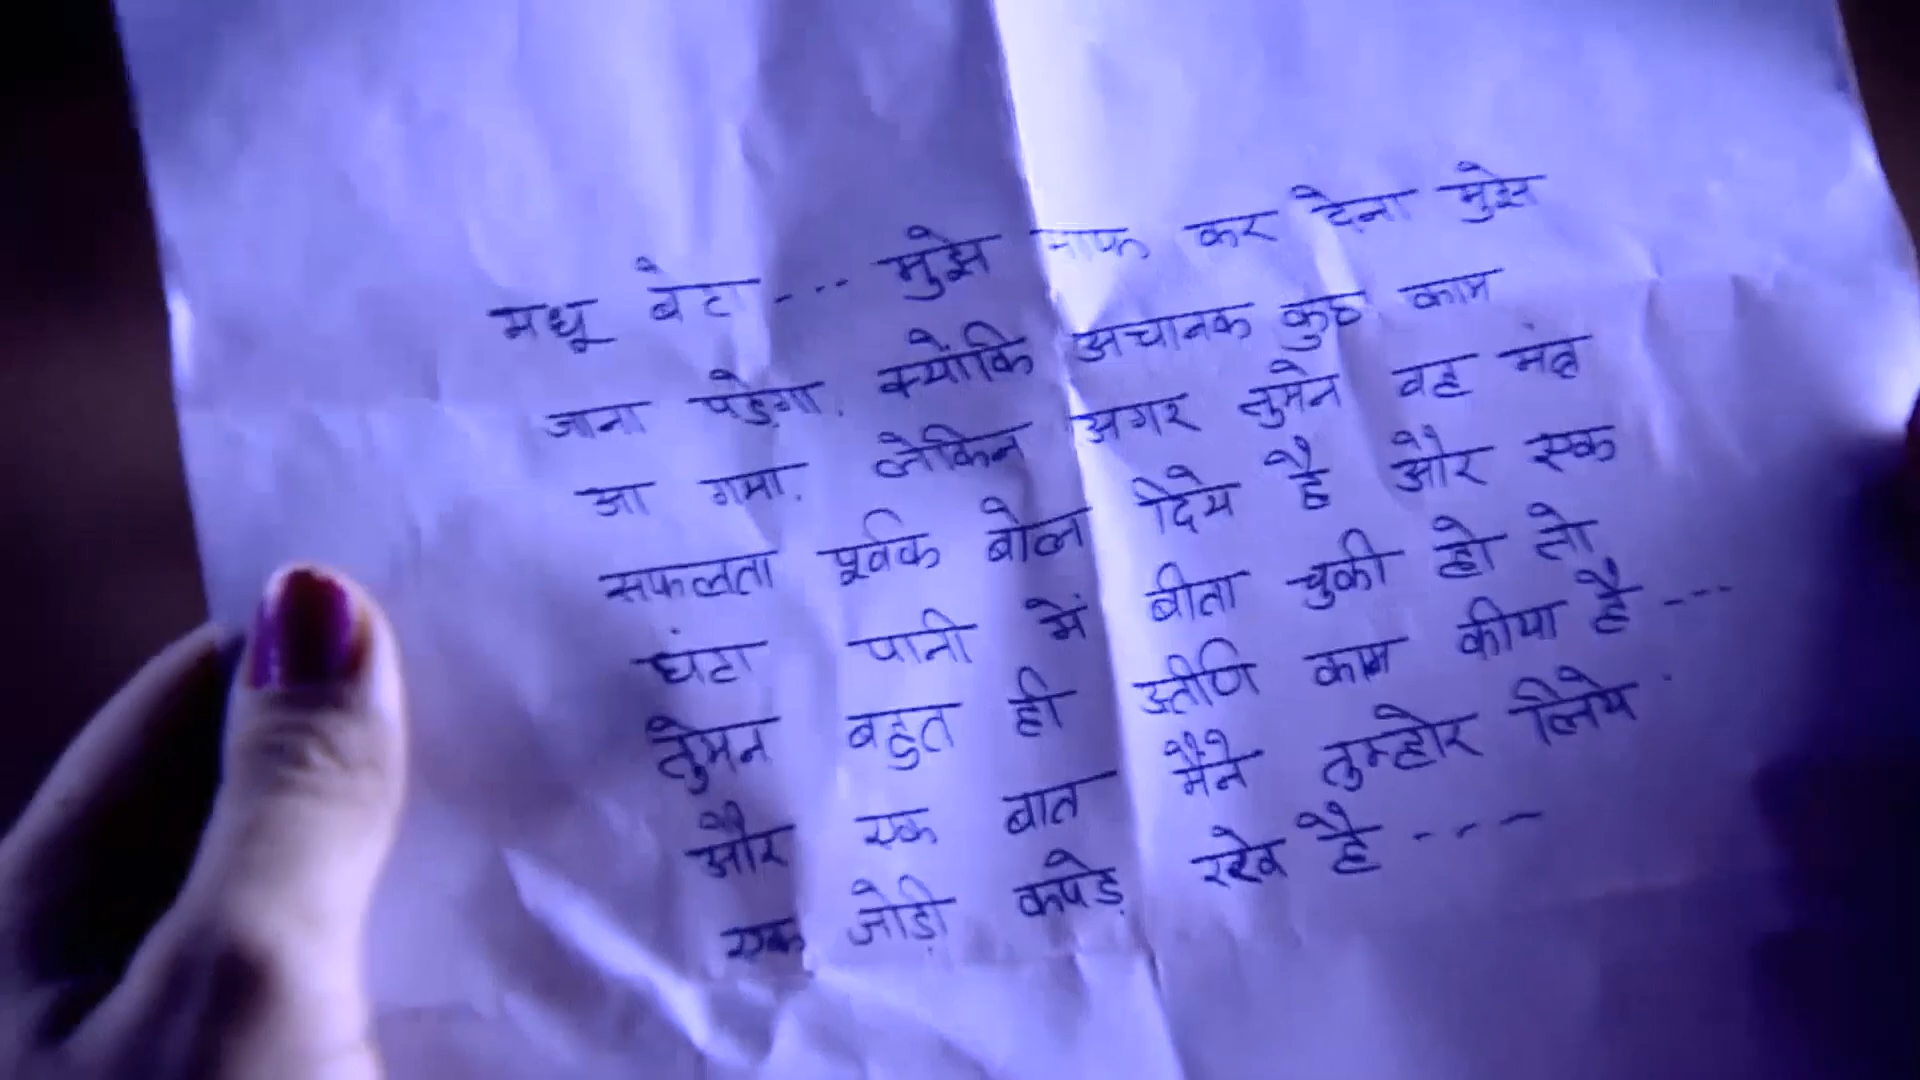 मधू बेटा --- मुझे माफ कर देना मुझे
जाना पड़ेगा. क्योंकि अचानक कुछ काम
आ गया. लेकिन अगर तुमने वह मंत्र
सफलता पूर्वक बोल दिये है और एक
घंटा पानी में बीता चुकी हो तो
तुमने बहुत ही उतीर्ण काम कीया है ---
और एक बात मैने तुम्हारे लिये
एक जोड़ी कपड़े रखे है ----